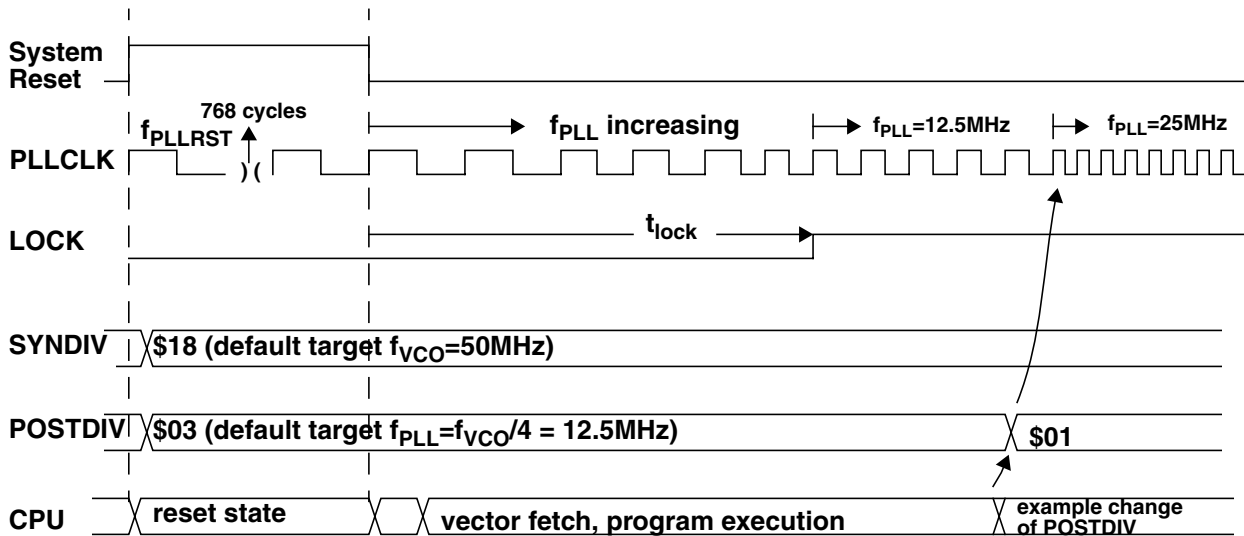 System
Reset
768 cycles
fPLLRST
fPLL increasing
fPLL=12.5MHz
fPLL=25MHz
PLLCLK
) (
LOCK
tlock
SYNDIV
$18 (default target fVCO=50MHz)
POSTDIV
$03 (default target fPLL=fVCO/4 = 12.5MHz)
$01
CPU
reset state
vector fetch, program execution
example change
of POSTDIV